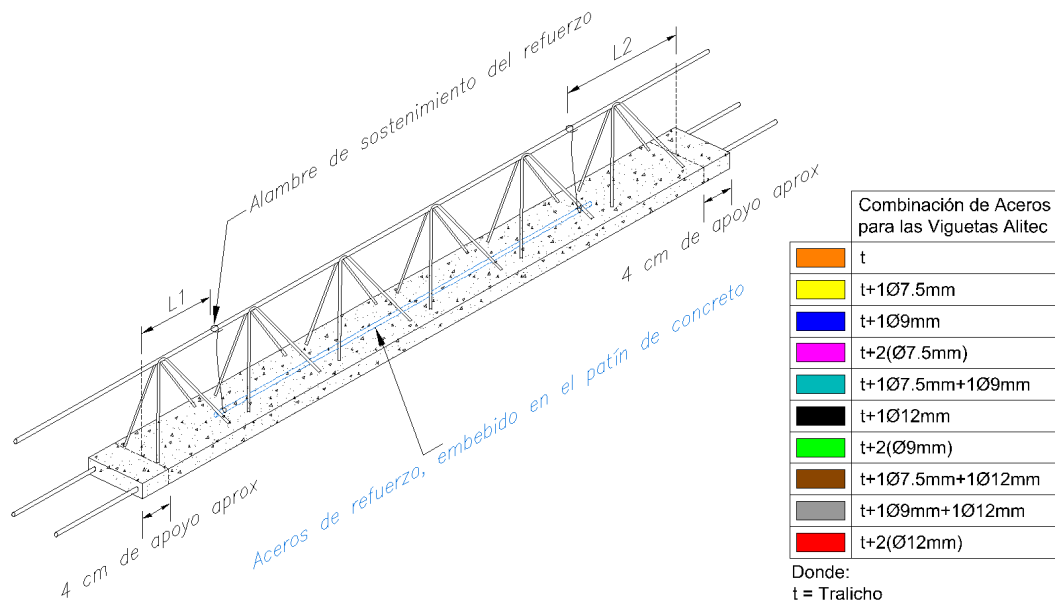 Alambre de sostenimiento del refuerzo
L2
L1
4 cm de apoyo aprox
Aceros de refuerzo, embebido en el patín de concreto
4 cm de apoyo aprox
Combinación de Aceros
para las Viguetas Alitec
t
t+1Ø7.5mm
t+1Ø9mm
t+2(Ø7.5mm)
t+1Ø7.5mm+1Ø9mm
t+1Ø12mm
t+2(Ø9mm)
t+1Ø7.5mm+1Ø12mm
t+1Ø9mm+1Ø12mm
t+2(Ø12mm)
Donde:
t = Tralicho